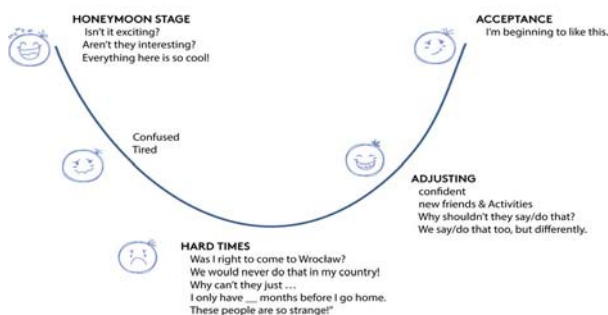 HONEYMOON STAGE
Isn't it exciting?
Aren't they interesting?
Everything here is so cool!
Confused
Tired
HARD TIMES
Was I right to come to Wrocław?
We would never do that in my country!
Why can't they just ...
I only have __ months before I go home.
These people are so strange!"
ADJUSTING
confident
new friends & Activities
Why shouldn't they say/do that?
We say/do that too, but differently.
ACCEPTANCE
I'm beginning to like this.